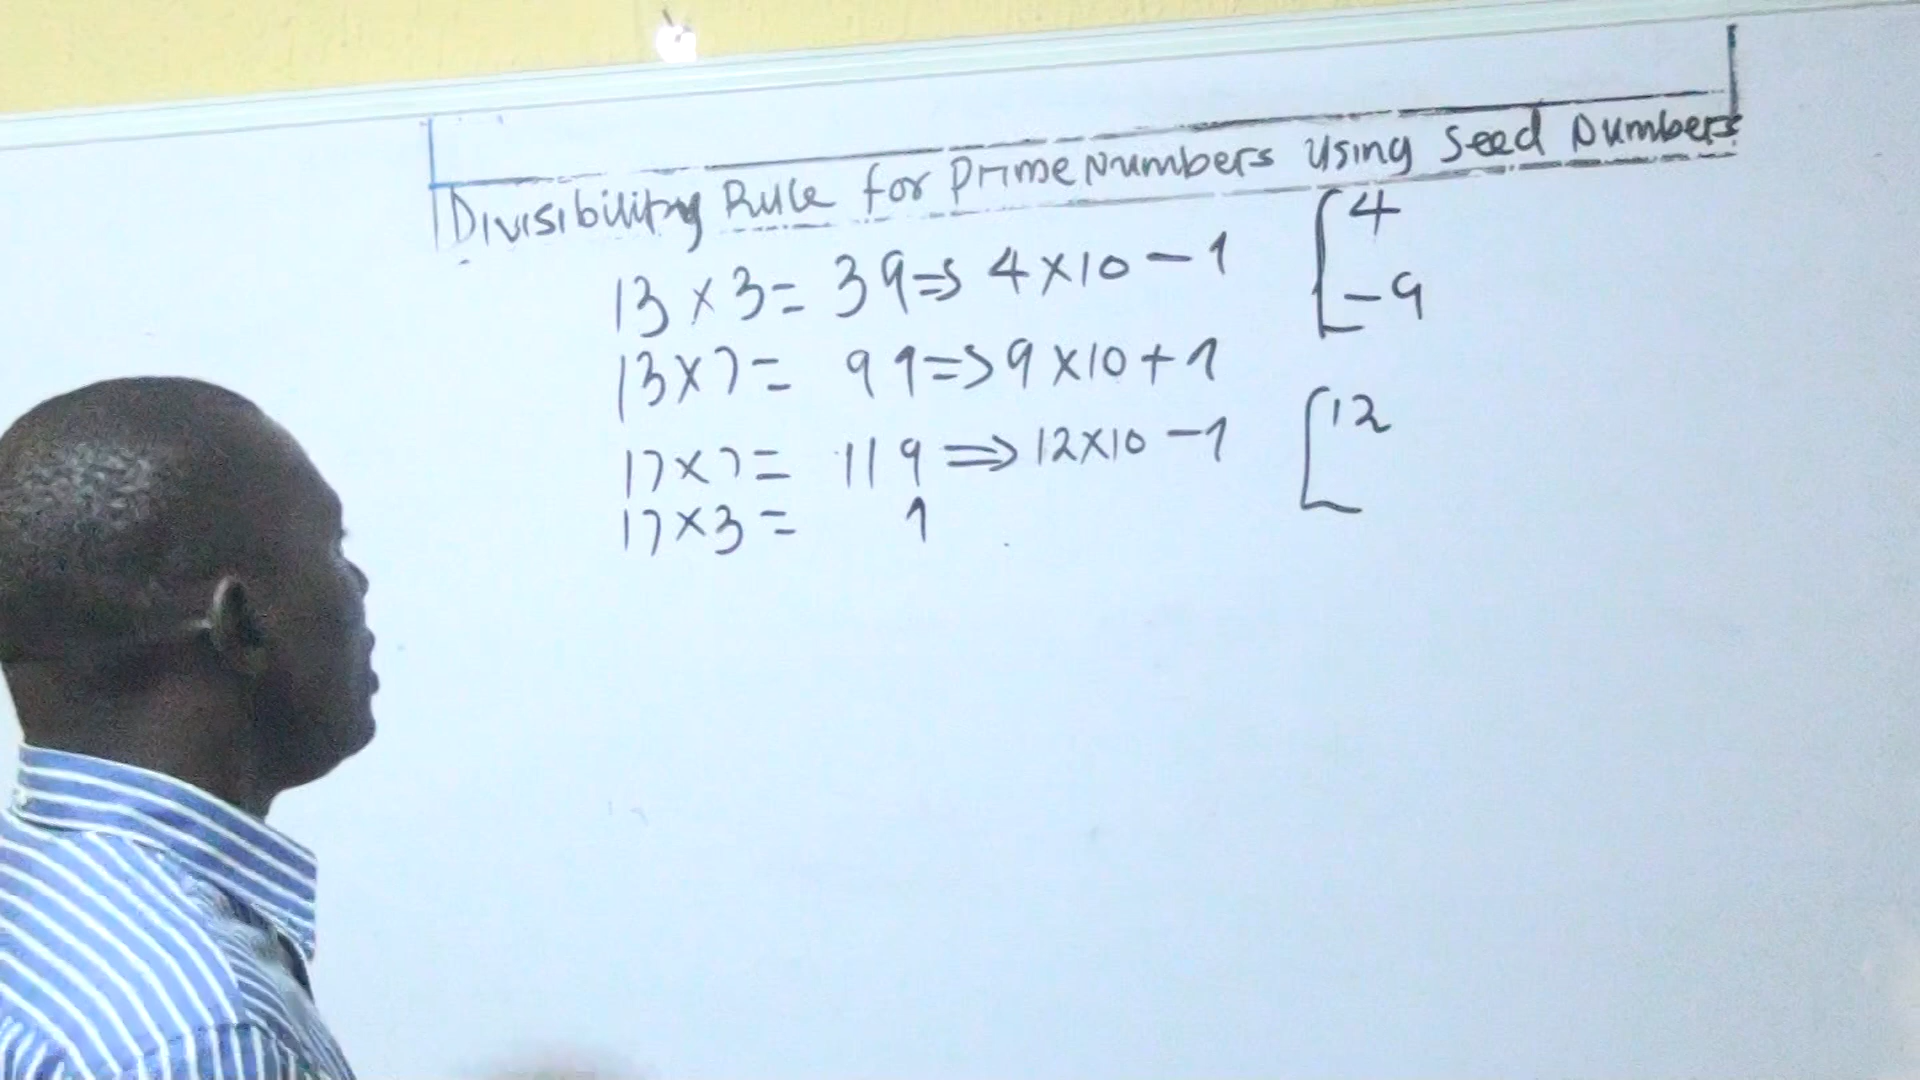 Divisibility Rule for Prime Numbers Using Seed Numbers
13 × 3 = 39 => 4×10 - 1 [4
-9
13×7 = 91 => 9×10 + 1
17×7 = 119 => 12×10 - 1 [12
17×3 = 1